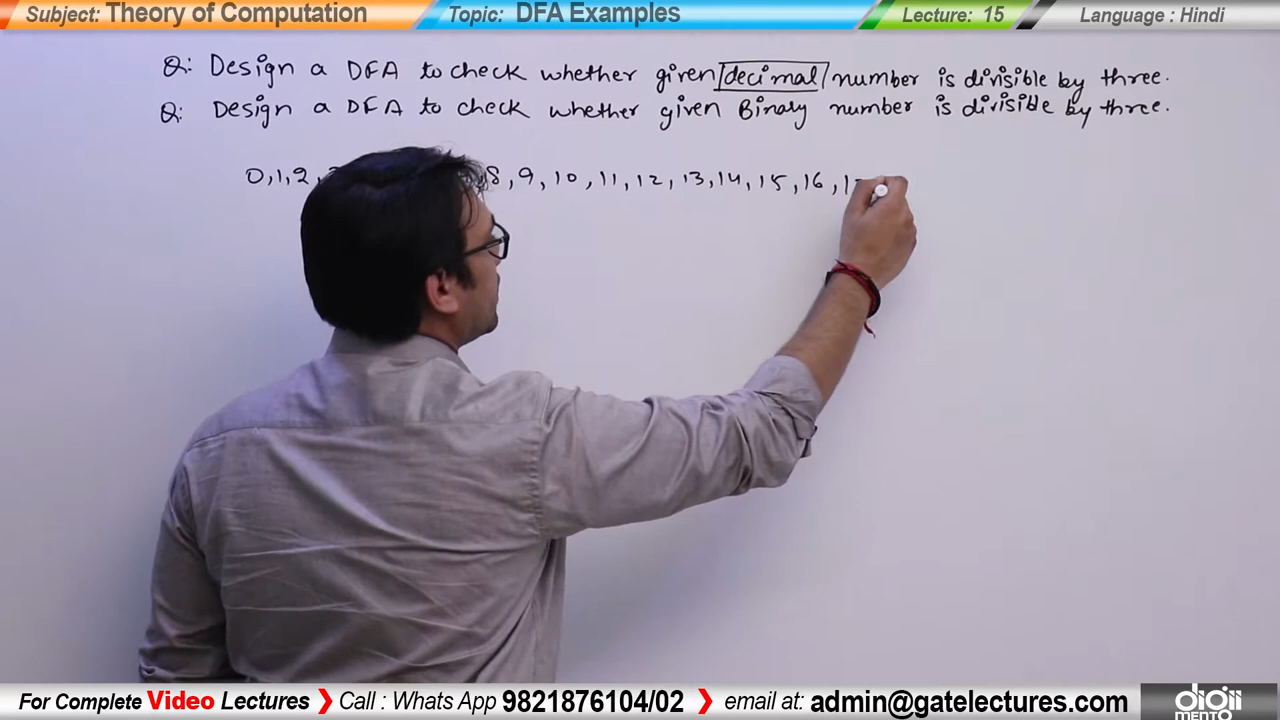 Subject: Theory of Computation
Topic: DFA Examples
Lecture: 15
Language : Hindi
Q: Design a DFA to check whether given decimal number is divisible by three.
Q: Design a DFA to check whether given Binary number is divisible by three.
0,1,2, ,8,9,10,11,12,13,14,15,16,
For Complete Video Lectures ❯ Call : Whats App 9821876104/02 ❯ email at: admin@gatelectures.com
digii
MENTO